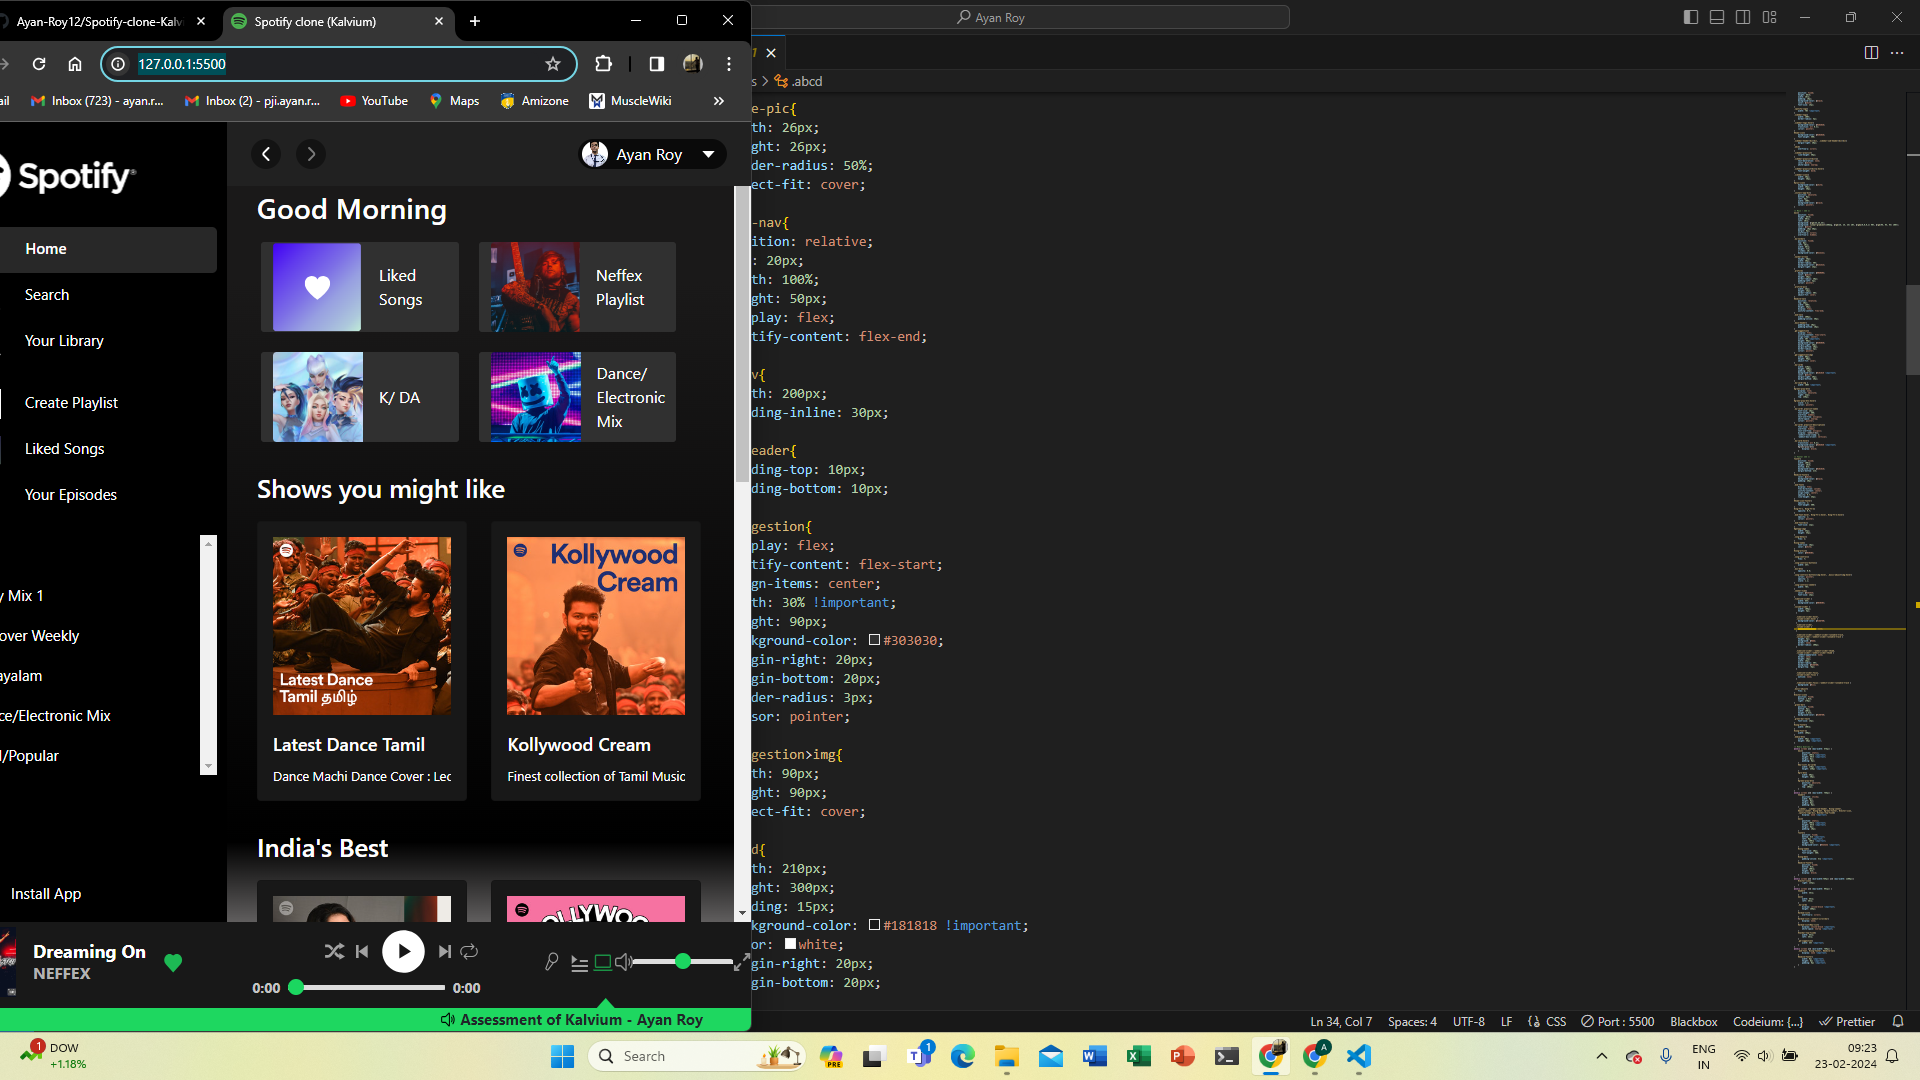 Ayan-Roy12/Spotify-clone-Kalv
Spotify clone (Kalvium)
127.0.0.1:5500
ail
Inbox (723) - ayan.r...
Inbox (2) - pji.ayan.r...
YouTube
Maps
Amizone
MuscleWiki
Spotify
Home
Search
Your Library
Create Playlist
Liked Songs
Your Episodes
y Mix 1
over Weekly
ayalam
ce/Electronic Mix
l/Popular
Install App
Ayan Roy
Good Morning
Liked
Songs
Neffex
Playlist
K/ DA
Dance/
Electronic
Mix
Shows you might like
Latest Dance
Tamil தமிழ்
Latest Dance Tamil
Dance Machi Dance Cover : Lec
Kollywood
Cream
Kollywood Cream
Finest collection of Tamil Music
India's Best
OLLYWOO
Dreaming On
NEFFEX
0:00
0:00
Assessment of Kalvium - Ayan Roy
Ayan Roy
s > .abcd
e-pic{
th: 26px;
ght: 26px;
der-radius: 50%;
ect-fit: cover;
-nav{
ition: relative;
: 20px;
th: 100%;
ght: 50px;
play: flex;
tify-content: flex-end;
v{
th: 200px;
ding-inline: 30px;
eader{
ding-top: 10px;
ding-bottom: 10px;
gestion{
play: flex;
tify-content: flex-start;
gn-items: center;
th: 30% !important;
ght: 90px;
kground-color: #303030;
gin-right: 20px;
gin-bottom: 20px;
der-radius: 3px;
sor: pointer;
gestion>img{
th: 90px;
ght: 90px;
ect-fit: cover;
d{
th: 210px;
ght: 300px;
ding: 15px;
kground-color: #181818 !important;
or: white;
gin-right: 20px;
gin-bottom: 20px;
Ln 34, Col 7
Spaces: 4
UTF-8
LF
CSS
Port : 5500
Blackbox
Codeium: {...}
Prettier
1
DOW
+1.18%
Search
PRE
1
A
ENG
IN
09:23
23-02-2024